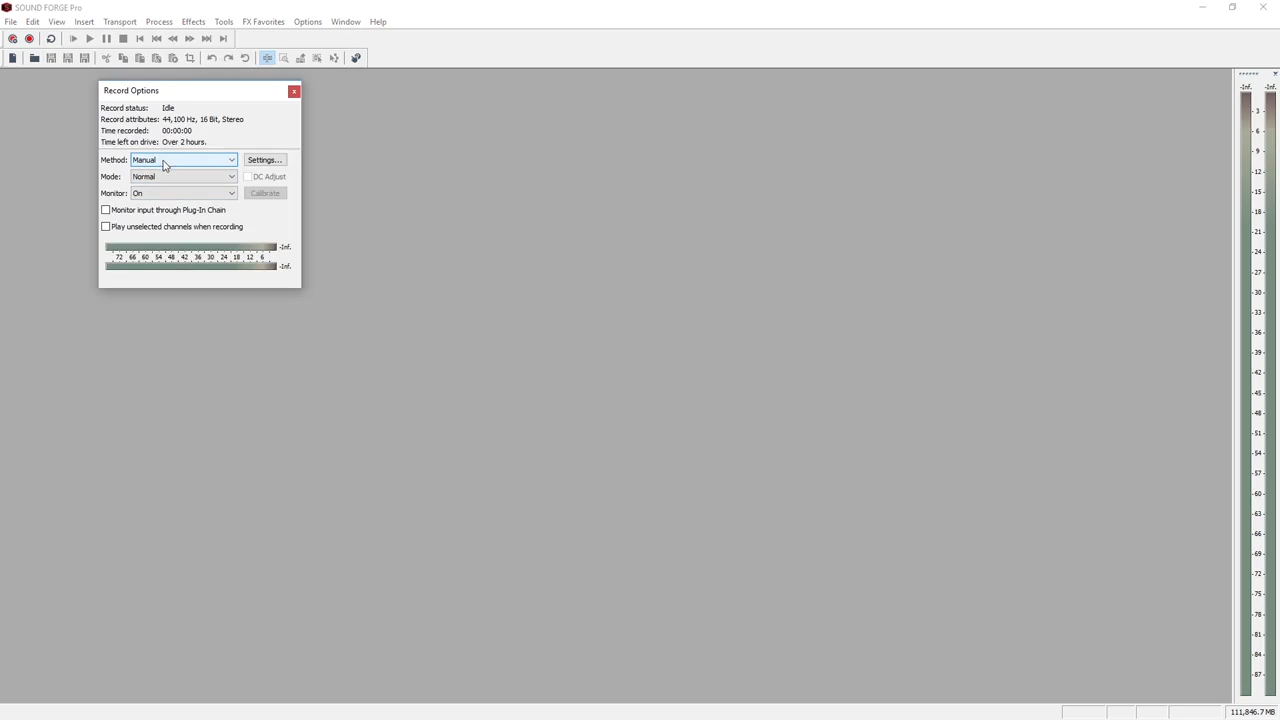 SOUND FORGE Pro
File Edit View Insert Transport Process Effects Tools FX Favorites Options Window Help
Record Options
Record status: Idle
Record attributes: 44,100 Hz, 16 Bit, Stereo
Time recorded: 00:00:00
Time left on drive: Over 2 hours.
Method: Manual Settings...
Mode: Normal DC Adjust
Monitor: On Calibrate
Monitor input through Plug-In Chain
Play unselected channels when recording
-Inf.
72 66 60 54 48 42 36 30 24 18 12 6
-Inf.
-Inf. -Inf.
- 3 -
- 6 -
- 9 -
-12-
-15-
-18-
-21-
-24-
-27-
-30-
-33-
-36-
-39-
-42-
-45-
-48-
-51-
-54-
-57-
-60-
-63-
-66-
-69-
-72-
-75-
-78-
-81-
-84-
-87-
111,846.7 MB